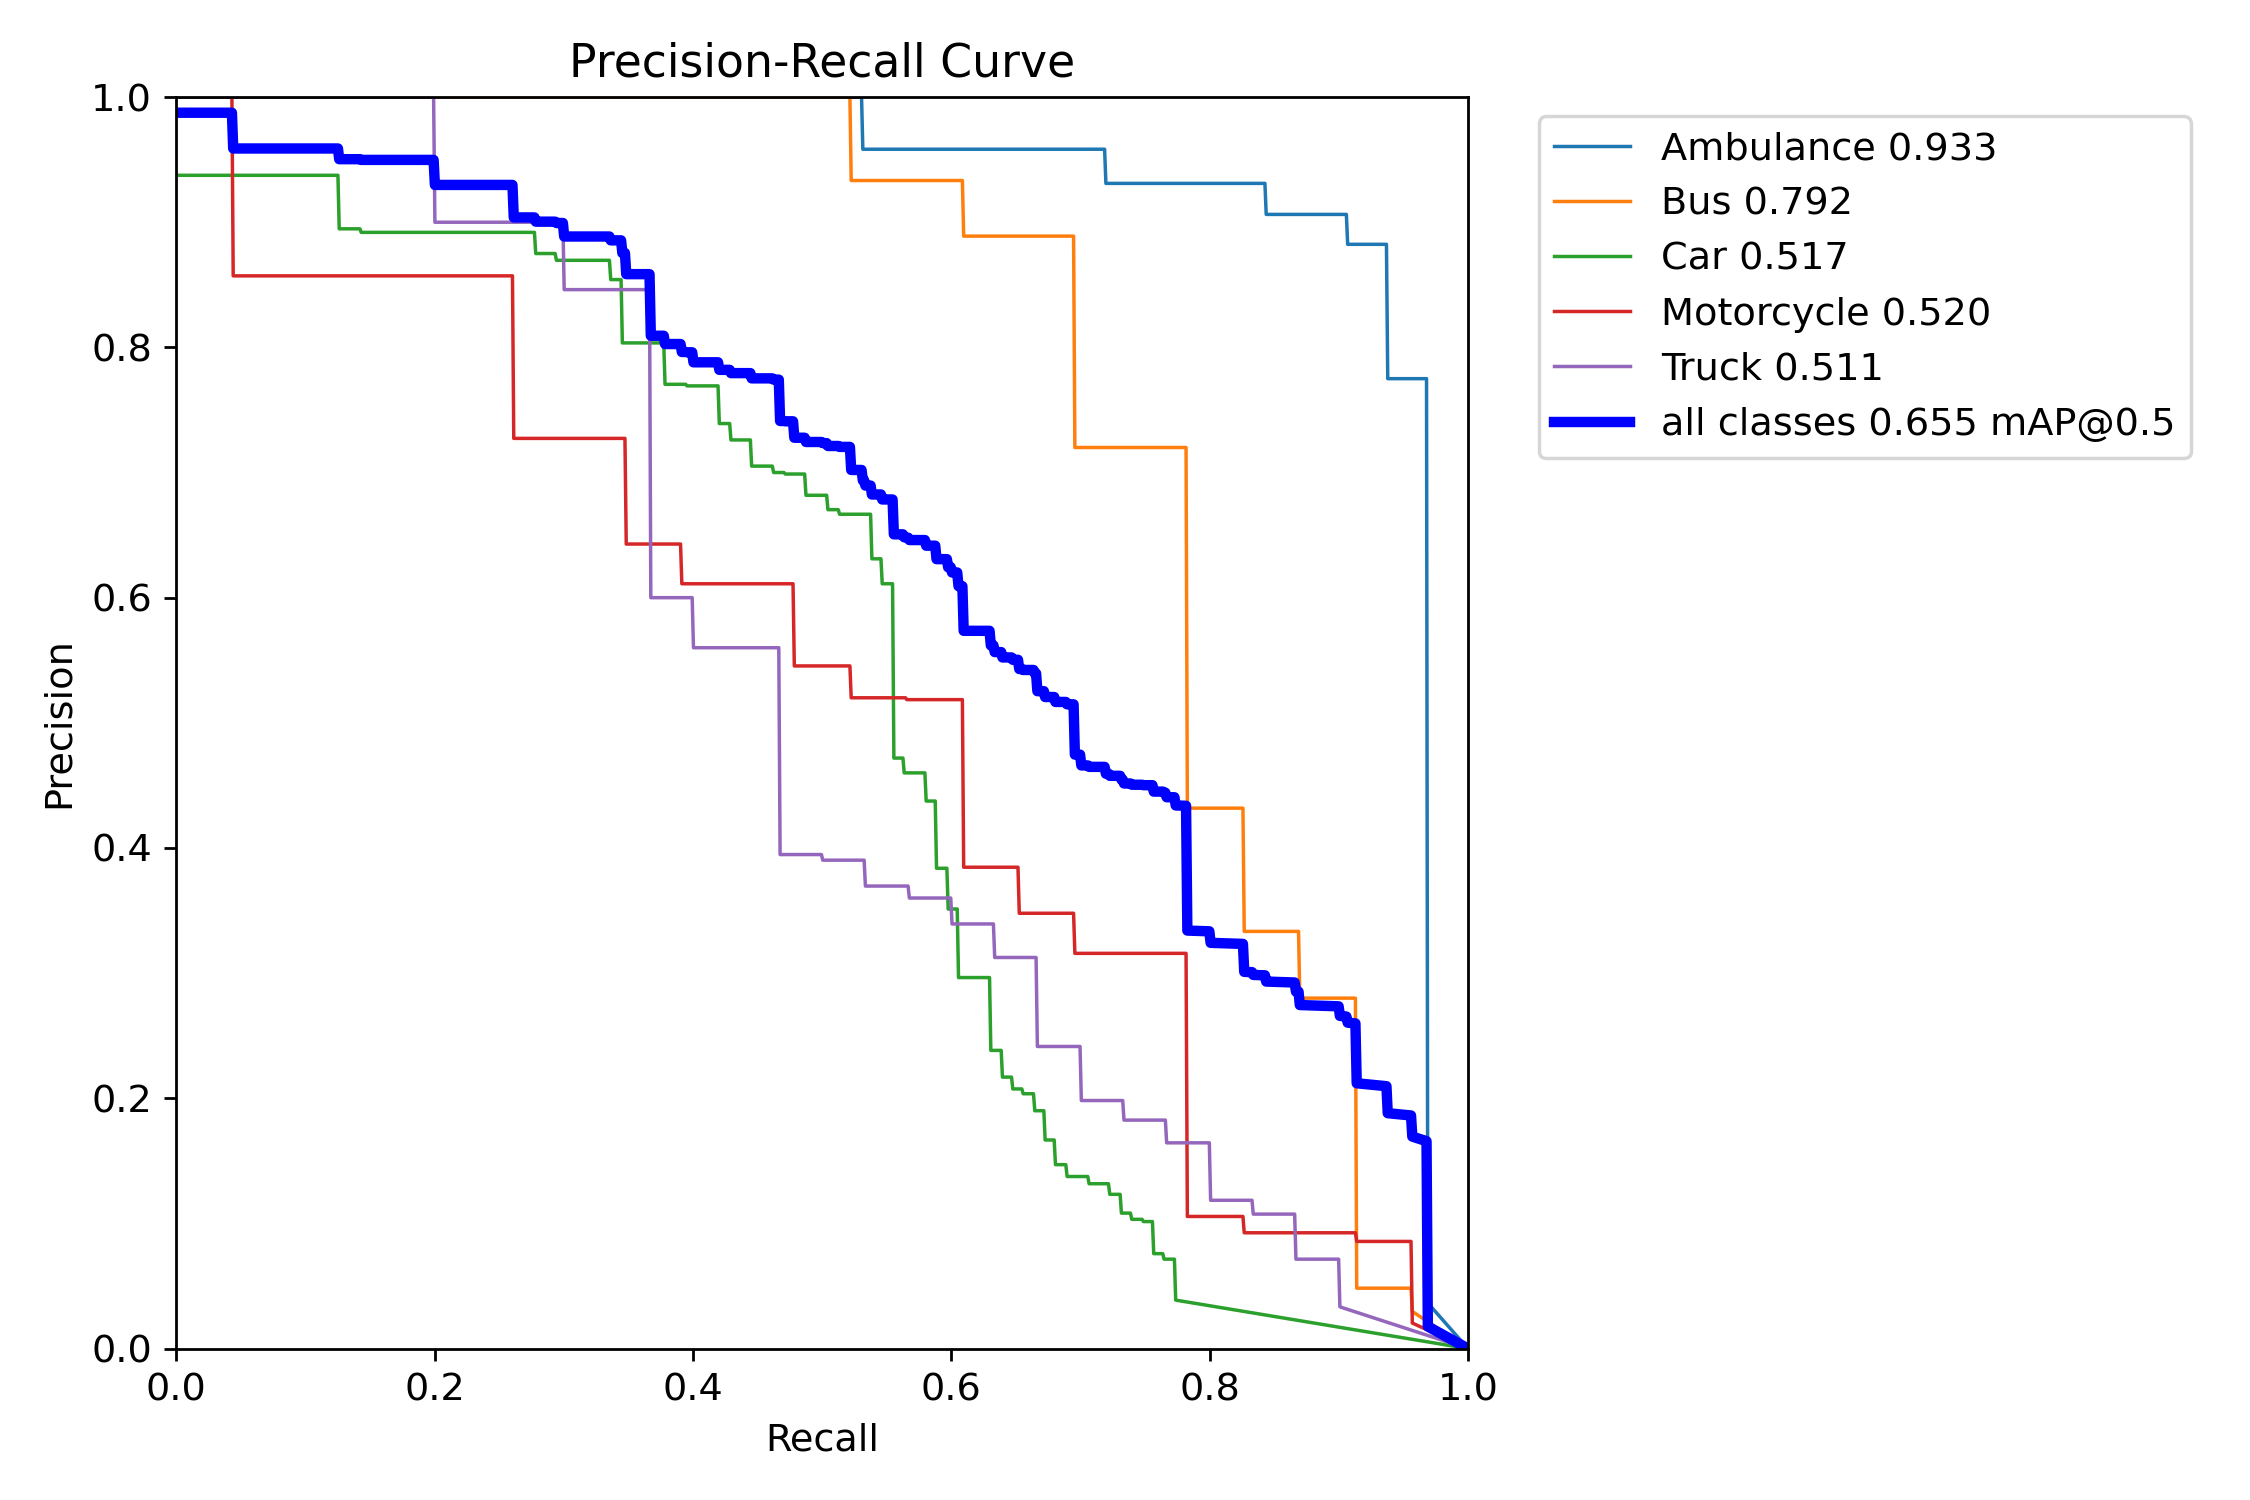 Precision-Recall Curve
1.0
0.8
0.6
0.4
0.2
0.0
Precision
0.0 0.2 0.4 0.6 0.8 1.0
Recall
Ambulance 0.933
Bus 0.792
Car 0.517
Motorcycle 0.520
Truck 0.511
all classes 0.655 mAP@0.5